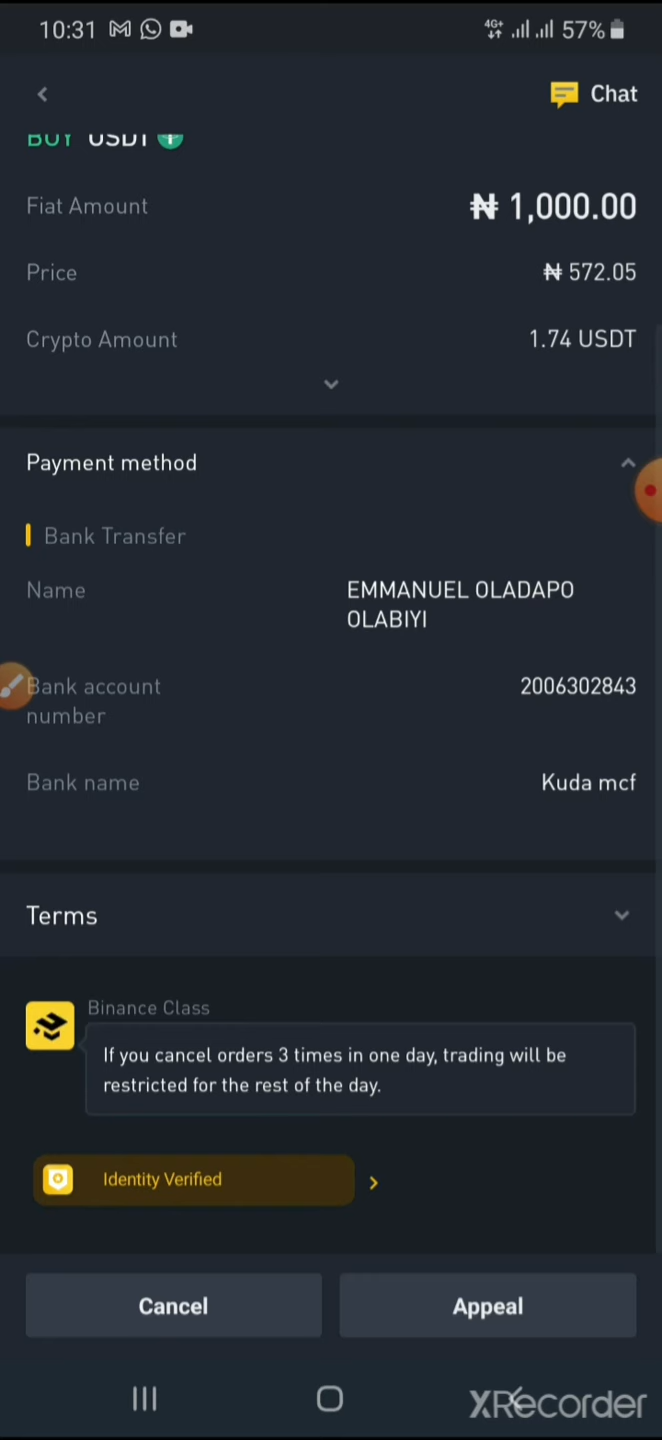 10:31 4G+ 57%
Chat
BUY USDT
Fiat Amount ₦ 1,000.00
Price ₦ 572.05
Crypto Amount 1.74 USDT
Payment method
Bank Transfer
Name EMMANUEL OLADAPO
OLABIYI
Bank account 2006302843
number
Bank name Kuda mcf
Terms
Binance Class
If you cancel orders 3 times in one day, trading will be
restricted for the rest of the day.
Identity Verified
Cancel Appeal
XRecorder